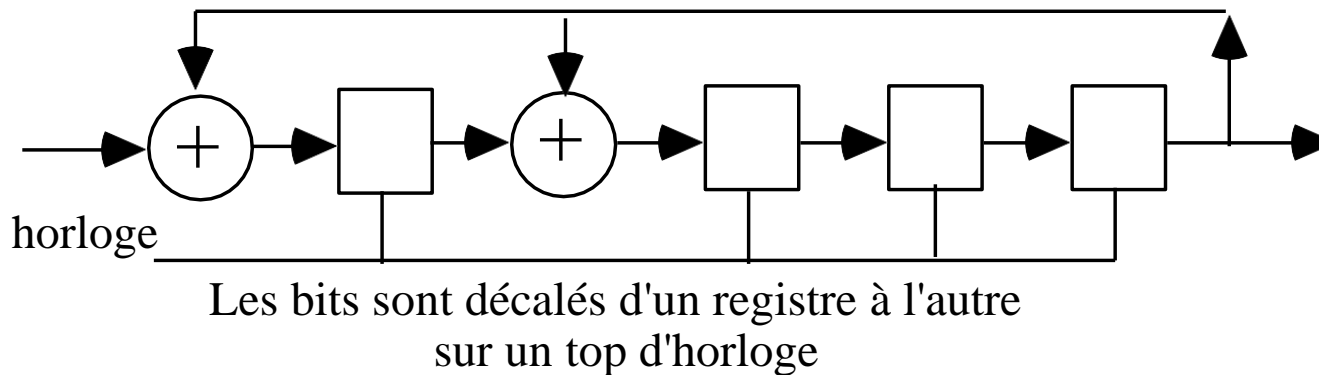 +
+
horloge
Les bits sont décalés d'un registre à l'autre
sur un top d'horloge